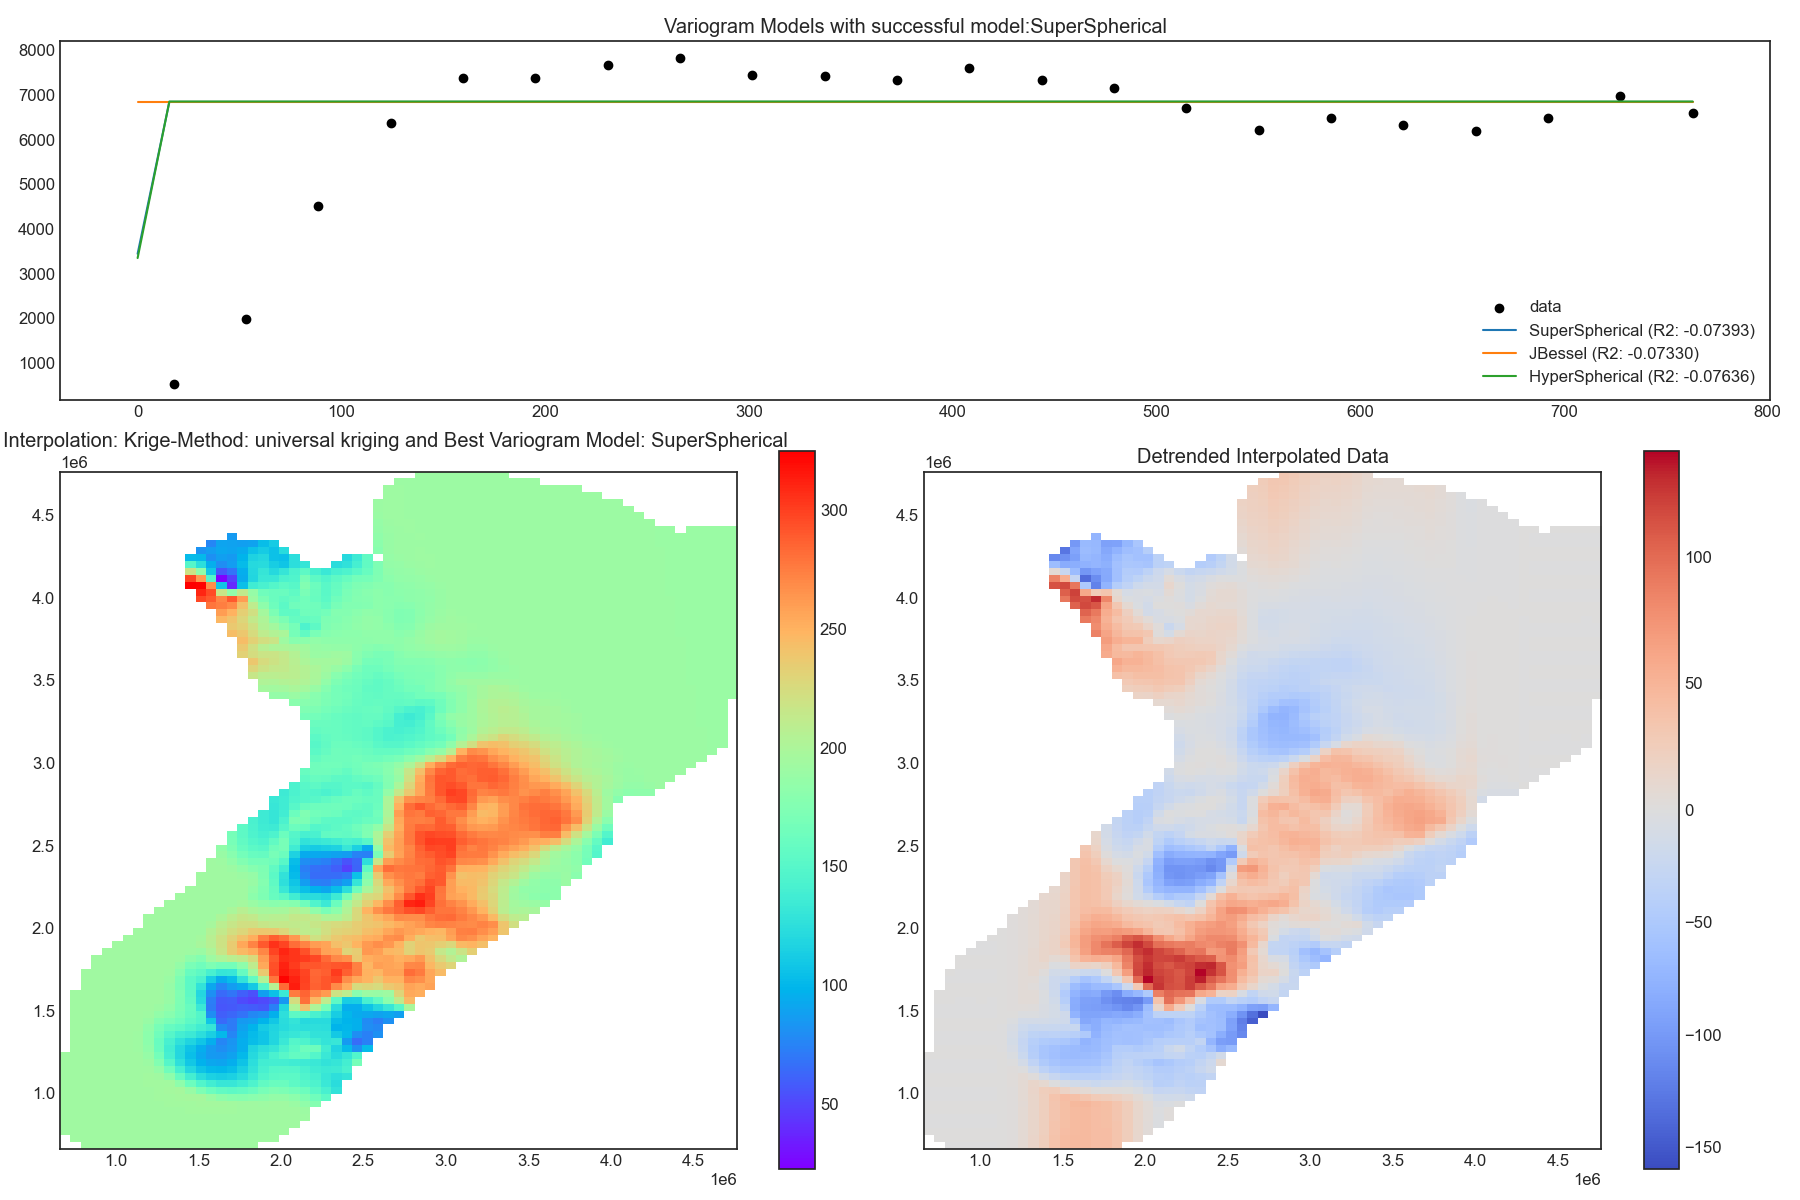 Variogram Models with successful model:SuperSpherical
8000
7000
6000
5000
4000
3000
2000
1000
data
SuperSpherical (R2: -0.07393)
JBessel (R2: -0.07330)
HyperSpherical (R2: -0.07636)
0 100 200 300 400 500 600 700 800
Interpolation: Krige-Method: universal kriging and Best Variogram Model: SuperSpherical
1e6
4.5
4.0
3.5
3.0
2.5
2.0
1.5
1.0
1.0 1.5 2.0 2.5 3.0 3.5 4.0 4.5
1e6
300
250
200
150
100
50
Detrended Interpolated Data
1e6
4.5
4.0
3.5
3.0
2.5
2.0
1.5
1.0
1.0 1.5 2.0 2.5 3.0 3.5 4.0 4.5
1e6
100
50
0
−50
−100
−150